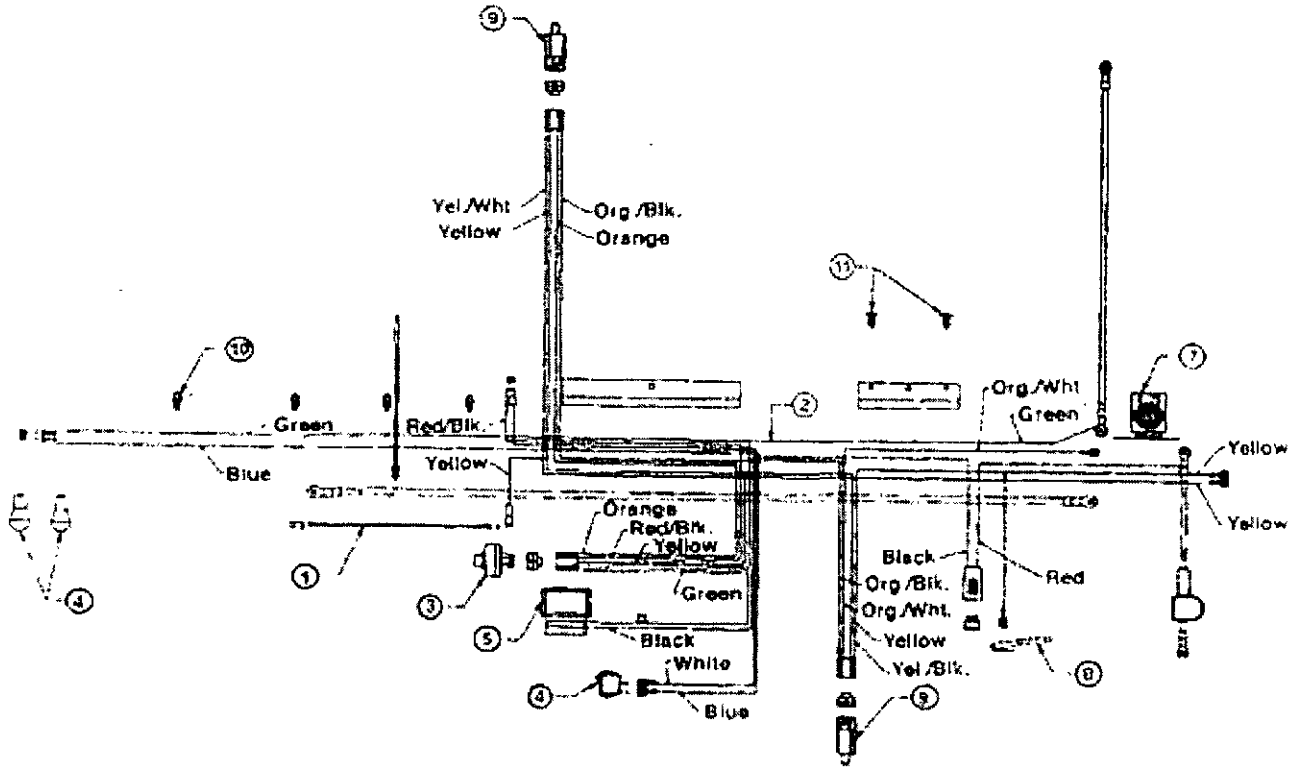 9
Yel./Wht
Yellow
Org./Blk.
Orange
11
10
7
Org./Wht
Green
2
Green
Red/Blk.
Blue
Yellow
Yellow
Yellow
Orange
Red/Blk.
Yellow
Green
1
3
4
5
Black
White
4
Blue
Black
Red
Org./Blk.
Org./Wht.
Yellow
Yel./Blk.
8
9